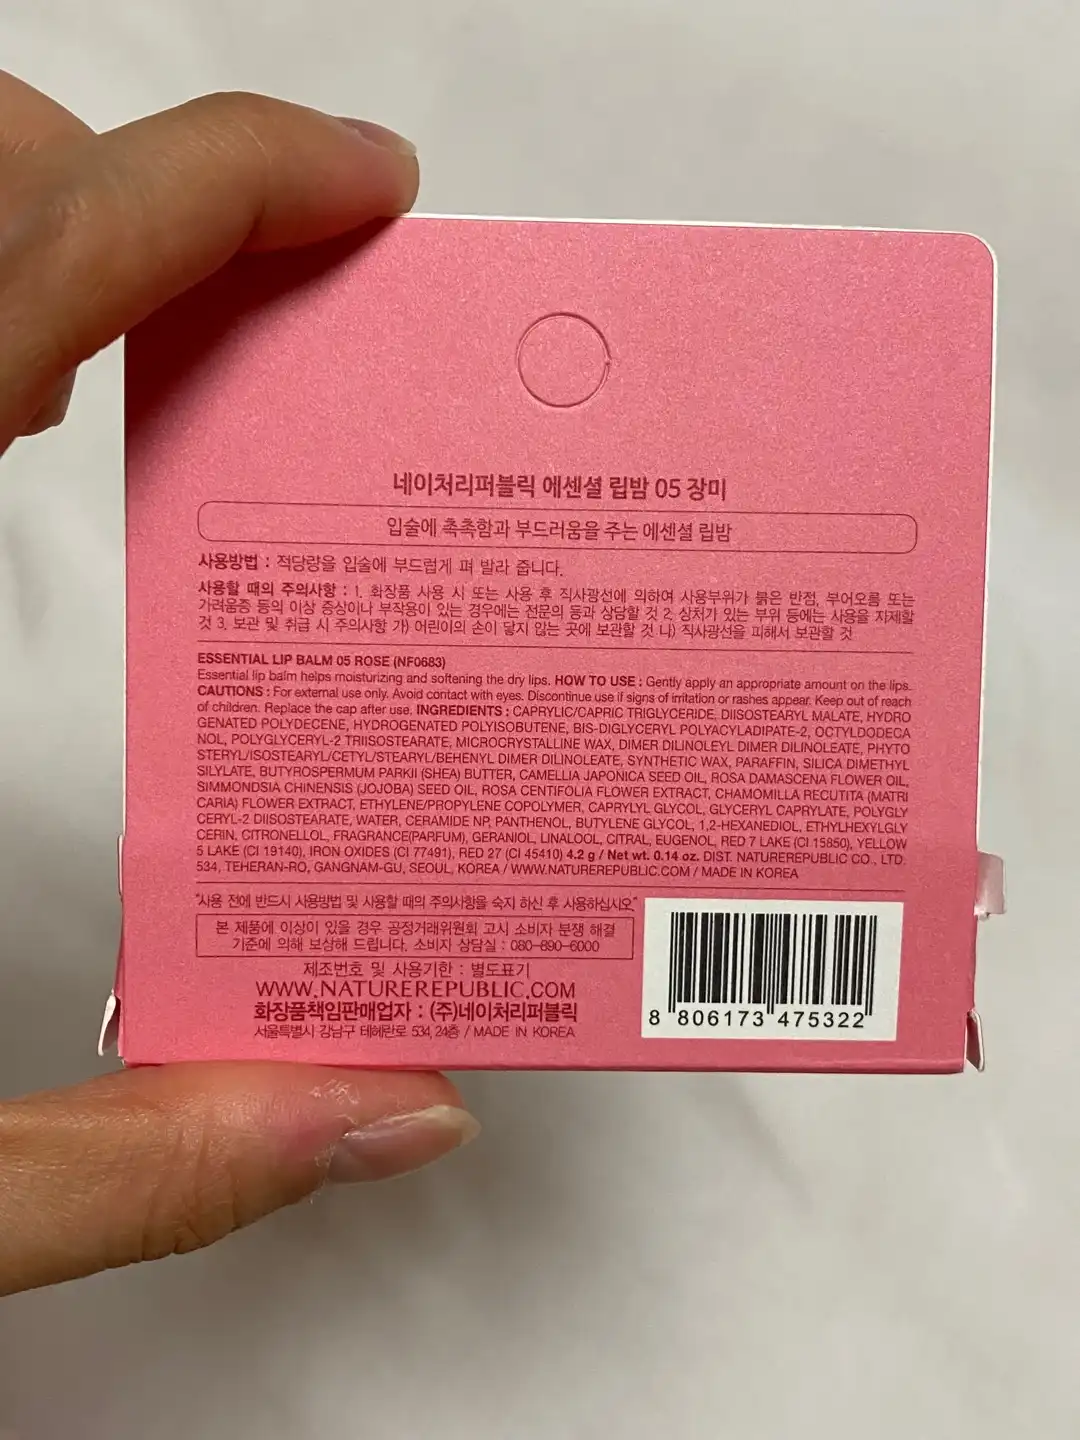 네이처리퍼블릭 에센셜 립밤 05 장미
입술에 촉촉함과 부드러움을 주는 에센셜 립밤
사용방법 : 적당량을 입술에 부드럽게 펴 발라 줍니다.
사용할 때의 주의사항 : 1. 화장품 사용 시 또는 사용 후 직사광선에 의하여 사용부위가 붉은 반점, 부어오름 또는
가려움증 등의 이상 증상이나 부작용이 있는 경우에는 전문의 등과 상담할 것 2. 상처가 있는 부위 등에는 사용을 자제할
것 3. 보관 및 취급 시 주의사항 가) 어린이의 손이 닿지 않는 곳에 보관할 것 나) 직사광선을 피해서 보관할 것
ESSENTIAL LIP BALM 05 ROSE (NF0683)
Essential lip balm helps moisturizing and softening the dry lips. HOW TO USE : Gently apply an appropriate amount on the lips.
CAUTIONS : For external use only. Avoid contact with eyes. Discontinue use if signs of irritation or rashes appear. Keep out of reach
of children. Replace the cap after use. INGREDIENTS : CAPRYLIC/CAPRIC TRIGLYCERIDE, DIISOSTEARYL MALATE, HYDRO
GENATED POLYDECENE, HYDROGENATED POLYISOBUTENE, BIS-DIGLYCERYL POLYACYLADIPATE-2, OCTYLDODECA
NOL, POLYGLYCERYL-2 TRIISOSTEARATE, MICROCRYSTALLINE WAX, DIMER DILINOLEYL DIMER DILINOLEATE, PHYTO
STERYL/ISOSTEARYL/CETYL/STEARYL/BEHENYL DIMER DILINOLEATE, SYNTHETIC WAX, PARAFFIN, SILICA DIMETHYL
SILYLATE, BUTYROSPERMUM PARKII (SHEA) BUTTER, CAMELLIA JAPONICA SEED OIL, ROSA DAMASCENA FLOWER OIL,
SIMMONDSIA CHINENSIS (JOJOBA) SEED OIL, ROSA CENTIFOLIA FLOWER EXTRACT, CHAMOMILLA RECUTITA (MATRI
CARIA) FLOWER EXTRACT, ETHYLENE/PROPYLENE COPOLYMER, CAPRYLYL GLYCOL, GLYCERYL CAPRYLATE, POLYGLY
CERYL-2 DIISOSTEARATE, WATER, CERAMIDE NP, PANTHENOL, BUTYLENE GLYCOL, 1,2-HEXANEDIOL, ETHYLHEXYLGLY
CERIN, CITRONELLOL, FRAGRANCE(PARFUM), GERANIOL, LINALOOL, CITRAL, EUGENOL, RED 7 LAKE (CI 15850), YELLOW
5 LAKE (CI 19140), IRON OXIDES (CI 77491), RED 27 (CI 45410) 4.2 g / Net wt. 0.14 oz. DIST. NATUREREPUBLIC CO., LTD.
534, TEHERAN-RO, GANGNAM-GU, SEOUL, KOREA / WWW.NATUREREPUBLIC.COM / MADE IN KOREA
"사용 전에 반드시 사용방법 및 사용할 때의 주의사항을 숙지 하신 후 사용하십시오."
본 제품에 이상이 있을 경우 공정거래위원회 고시 소비자 분쟁 해결
기준에 의해 보상해 드립니다. 소비자 상담실 : 080-890-6000
제조번호 및 사용기한 : 별도표기
WWW.NATUREREPUBLIC.COM
화장품책임판매업자 : (주)네이처리퍼블릭
서울특별시 강남구 테헤란로 534, 24층 / MADE IN KOREA
8 806173 475322